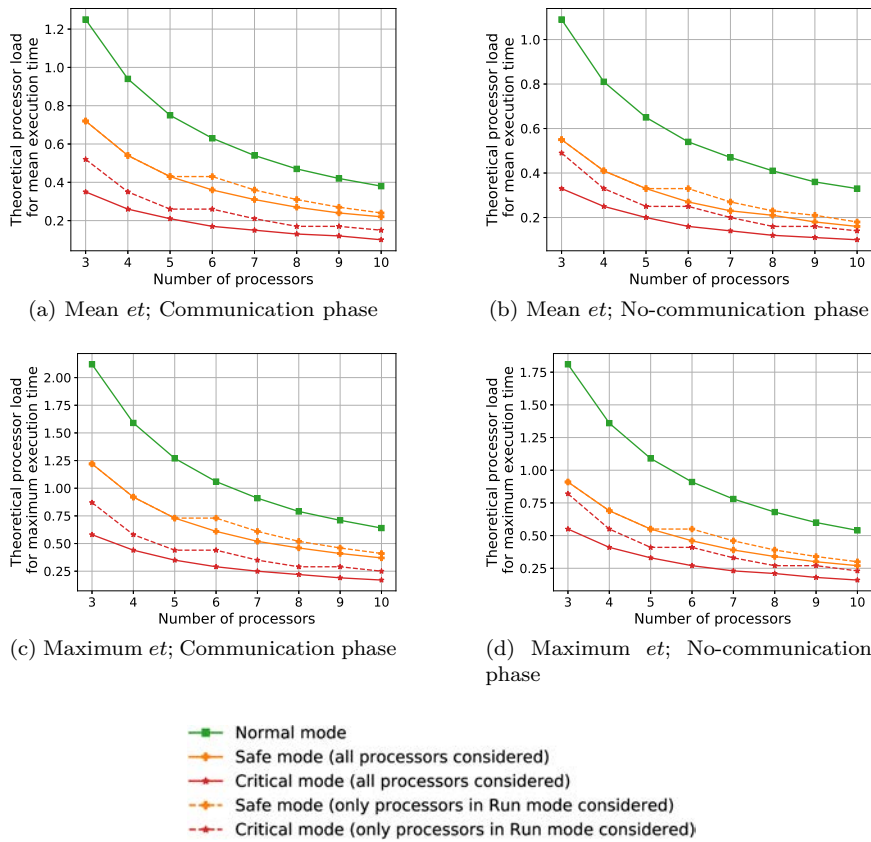 Theoretical processor load
for mean execution time
1.2
1.0
0.8
0.6
0.4
0.2
3 4 5 6 7 8 9 10
Number of processors
(a) Mean et; Communication phase
Theoretical processor load
for mean execution time
1.0
0.8
0.6
0.4
0.2
3 4 5 6 7 8 9 10
Number of processors
(b) Mean et; No-communication phase
Theoretical processor load
for maximum execution time
2.00
1.75
1.50
1.25
1.00
0.75
0.50
0.25
3 4 5 6 7 8 9 10
Number of processors
(c) Maximum et; Communication phase
Theoretical processor load
for maximum execution time
1.75
1.50
1.25
1.00
0.75
0.50
0.25
3 4 5 6 7 8 9 10
Number of processors
(d) Maximum et; No-communication
phase
Normal mode
Safe mode (all processors considered)
Critical mode (all processors considered)
Safe mode (only processors in Run mode considered)
Critical mode (only processors in Run mode considered)